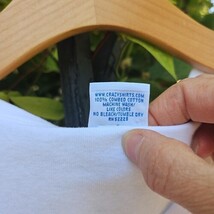 WWW.CRAZYSHIRTS.COM
100% COMBED COTTON
MACHINE WASH/
LIKE COLORS
NO BLEACH/TUMBLE DRY